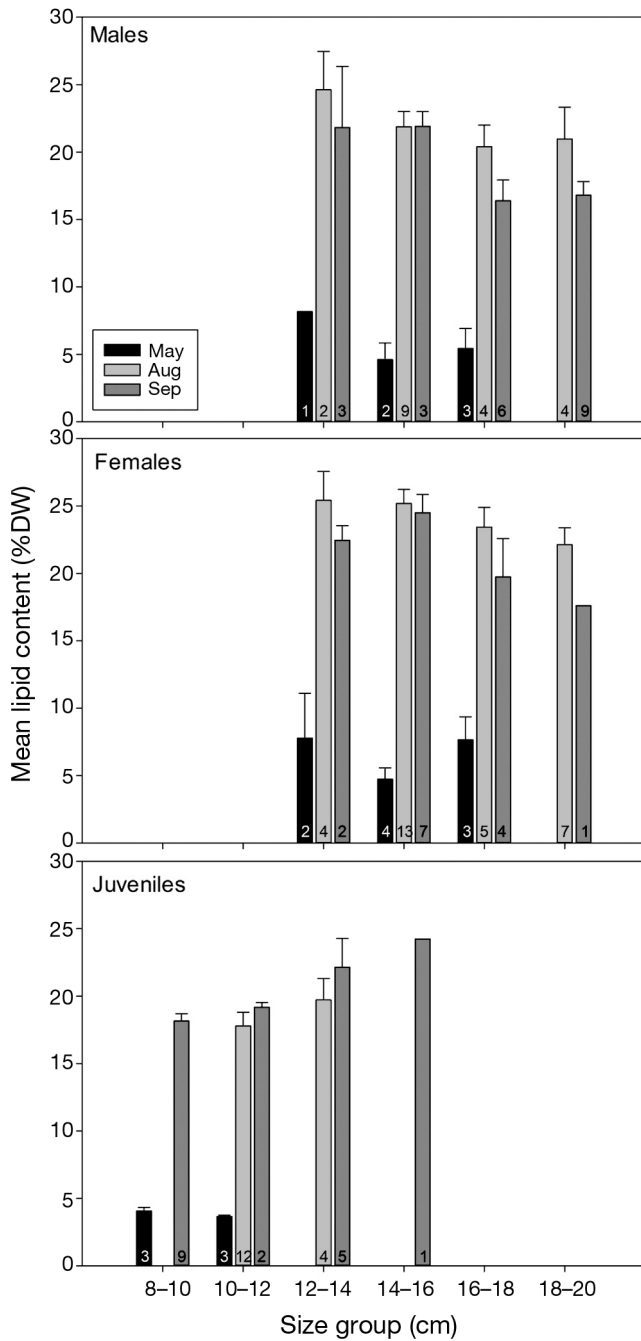 30
Males
25
20
15
10
5
0
May
Aug
Sep
1 2 3 2 9 3 3 4 6 4 9
Mean lipid content (%DW)
30
Females
25
20
15
10
5
0
2 4 2 4 13 7 3 5 4 7 1
30
Juveniles
25
20
15
10
5
0
3 9 3 12 2 4 5 1
8–10 10–12 12–14 14–16 16–18 18–20
Size group (cm)